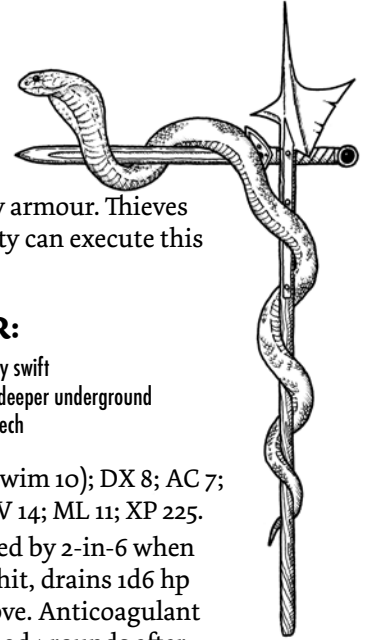 y armour. Thieves
ty can execute this
R:
y swift
deeper underground
ech
wim 10); DX 8; AC 7;
V 14; ML 11; XP 225.
ed by 2-in-6 when
hit, drains 1d6 hp
ove. Anticoagulant